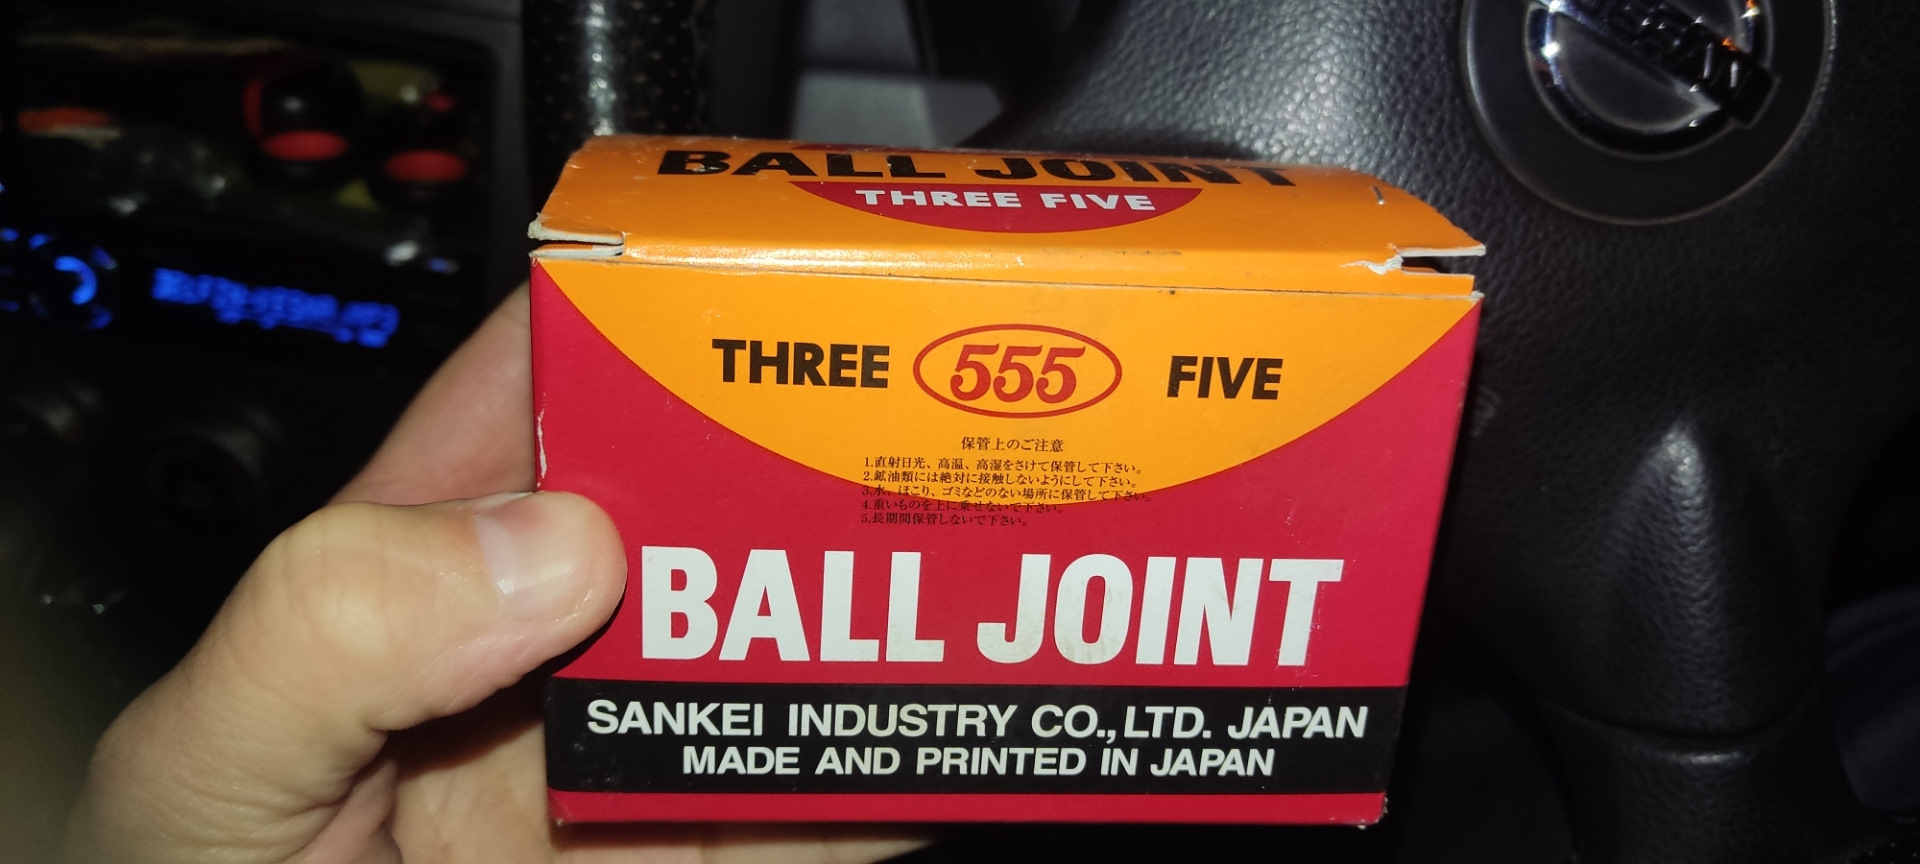 BALL JOINT
THREE FIVE
THREE 555 FIVE
保管上のご注意
1.直射日光、高温、高湿をさけて保管して下さい。
2.鉱油類には絶対に接触しないようにして下さい。
3.水、ほこり、ゴミなどのない場所に保管して下さい。
4.重いものを上に乗せないで下さい。
5.長期間保管しないで下さい。
BALL JOINT
SANKEI INDUSTRY CO., LTD. JAPAN
MADE AND PRINTED IN JAPAN
NISSAN